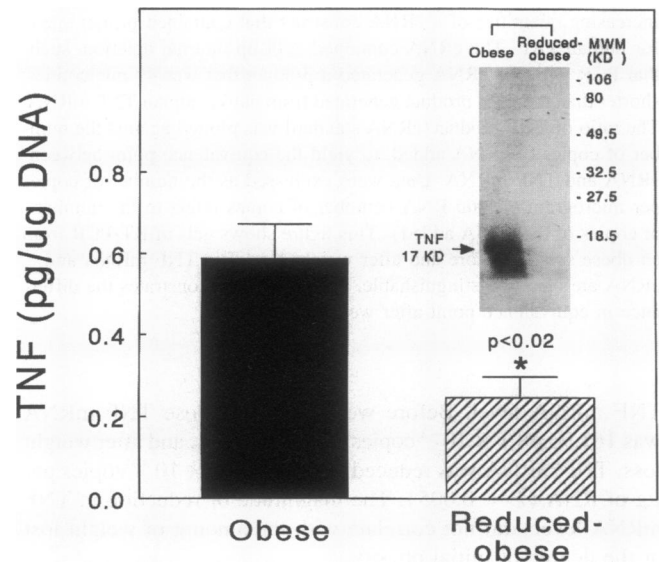 Obese Reduced-obese MWM (KD)
106
80
49.5
32.5
27.5
18.5
TNF
17 KD
TNF (pg/ug DNA)
0.8
0.6
0.4
0.2
0.0
p<0.02
*
Obese
Reduced-
obese